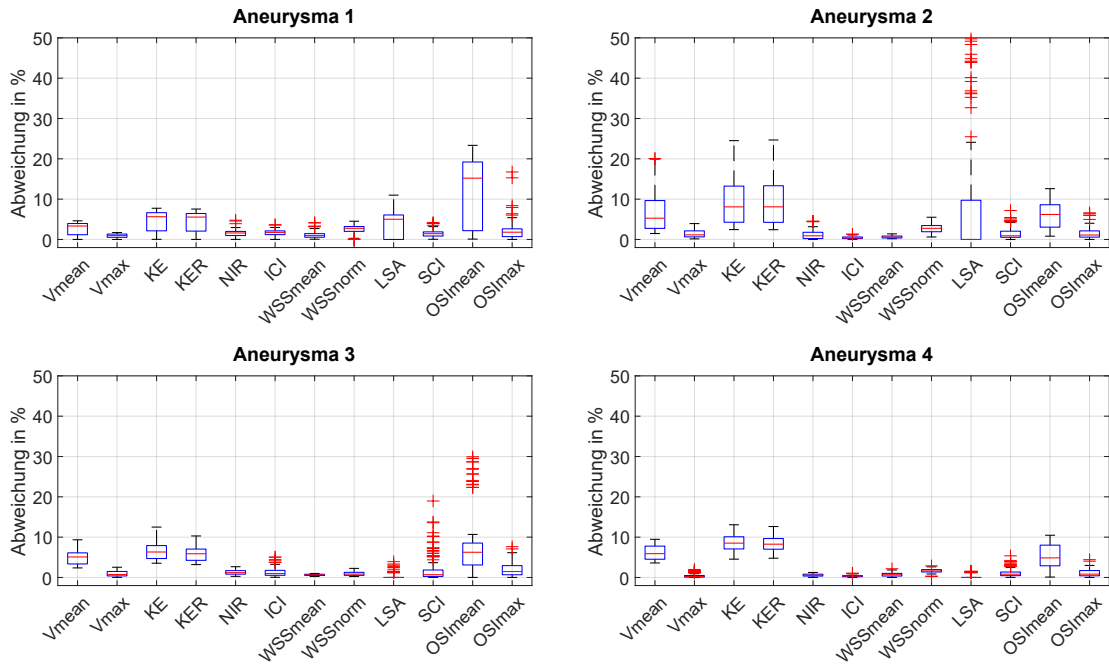 Aneurysma 1
Abweichung in %
50
40
30
20
10
0
Vmean
Vmax
KE
KER
NIR
ICI
WSSmean
WSSnorm
LSA
SCI
OSImean
OSImax
Aneurysma 2
Abweichung in %
50
40
30
20
10
0
Vmean
Vmax
KE
KER
NIR
ICI
WSSmean
WSSnorm
LSA
SCI
OSImean
OSImax
Aneurysma 3
Abweichung in %
50
40
30
20
10
0
Vmean
Vmax
KE
KER
NIR
ICI
WSSmean
WSSnorm
LSA
SCI
OSImean
OSImax
Aneurysma 4
Abweichung in %
50
40
30
20
10
0
Vmean
Vmax
KE
KER
NIR
ICI
WSSmean
WSSnorm
LSA
SCI
OSImean
OSImax